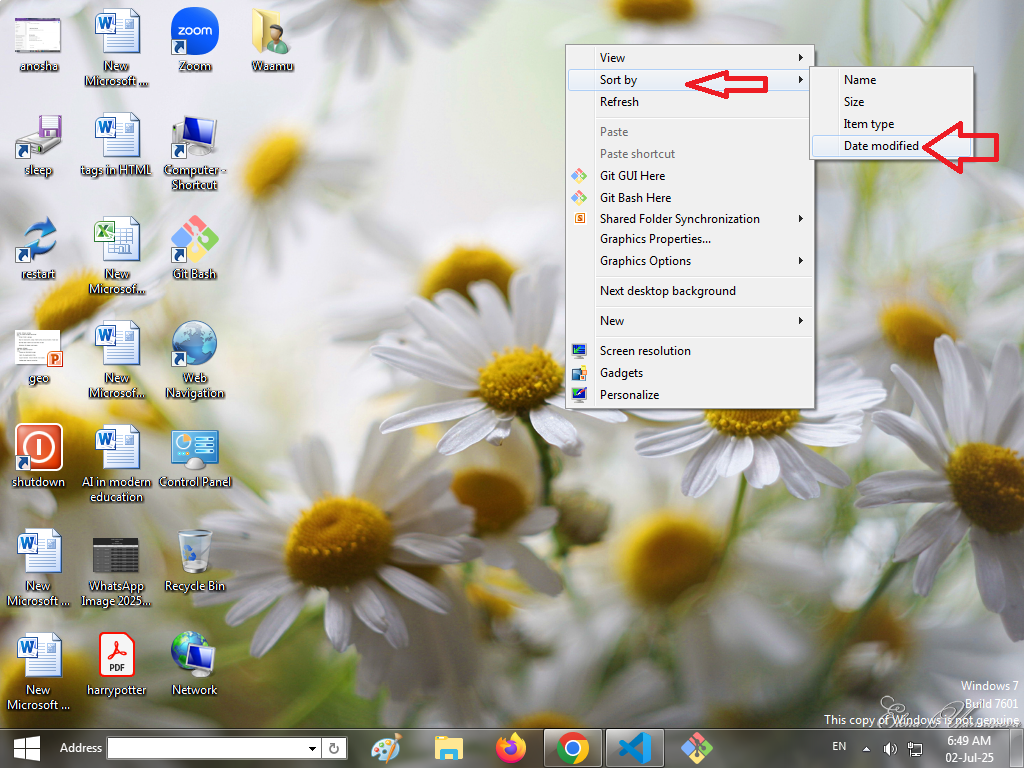 anosha
New
Microsoft ...
zoom
Zoom
Waamu
sleep
tags in HTML
Computer -
Shortcut
restart
New
Microsof...
Git Bash
geo
New
Microsof...
Web
Navigation
shutdown
AI in modern
education
Control Panel
New
Microsoft ...
WhatsApp
Image 2025...
Recycle Bin
New
Microsoft ...
PDF
harrypotter
Network
View
Sort by
Refresh
Paste
Paste shortcut
Git GUI Here
Git Bash Here
Shared Folder Synchronization
Graphics Properties...
Graphics Options
Next desktop background
New
Screen resolution
Gadgets
Personalize
Name
Size
Item type
Date modified
Windows 7
Build 7601
This copy of Windows is not genuine
Address
EN
6:49 AM
02-Jul-25